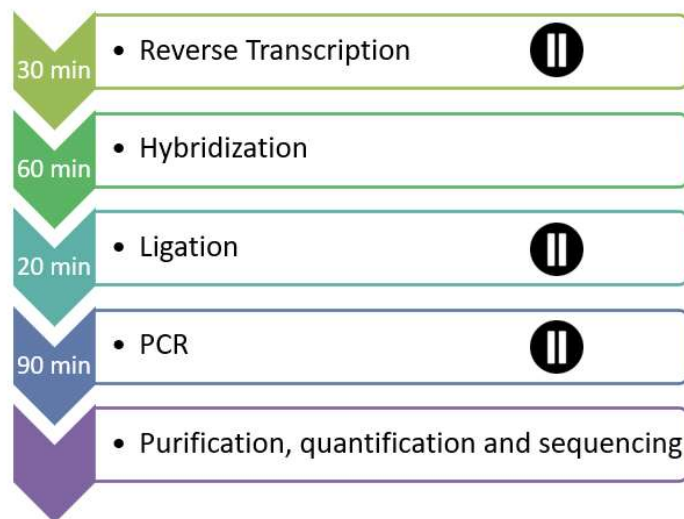 30 min
• Reverse Transcription
60 min
• Hybridization
20 min
• Ligation
90 min
• PCR
• Purification, quantification and sequencing